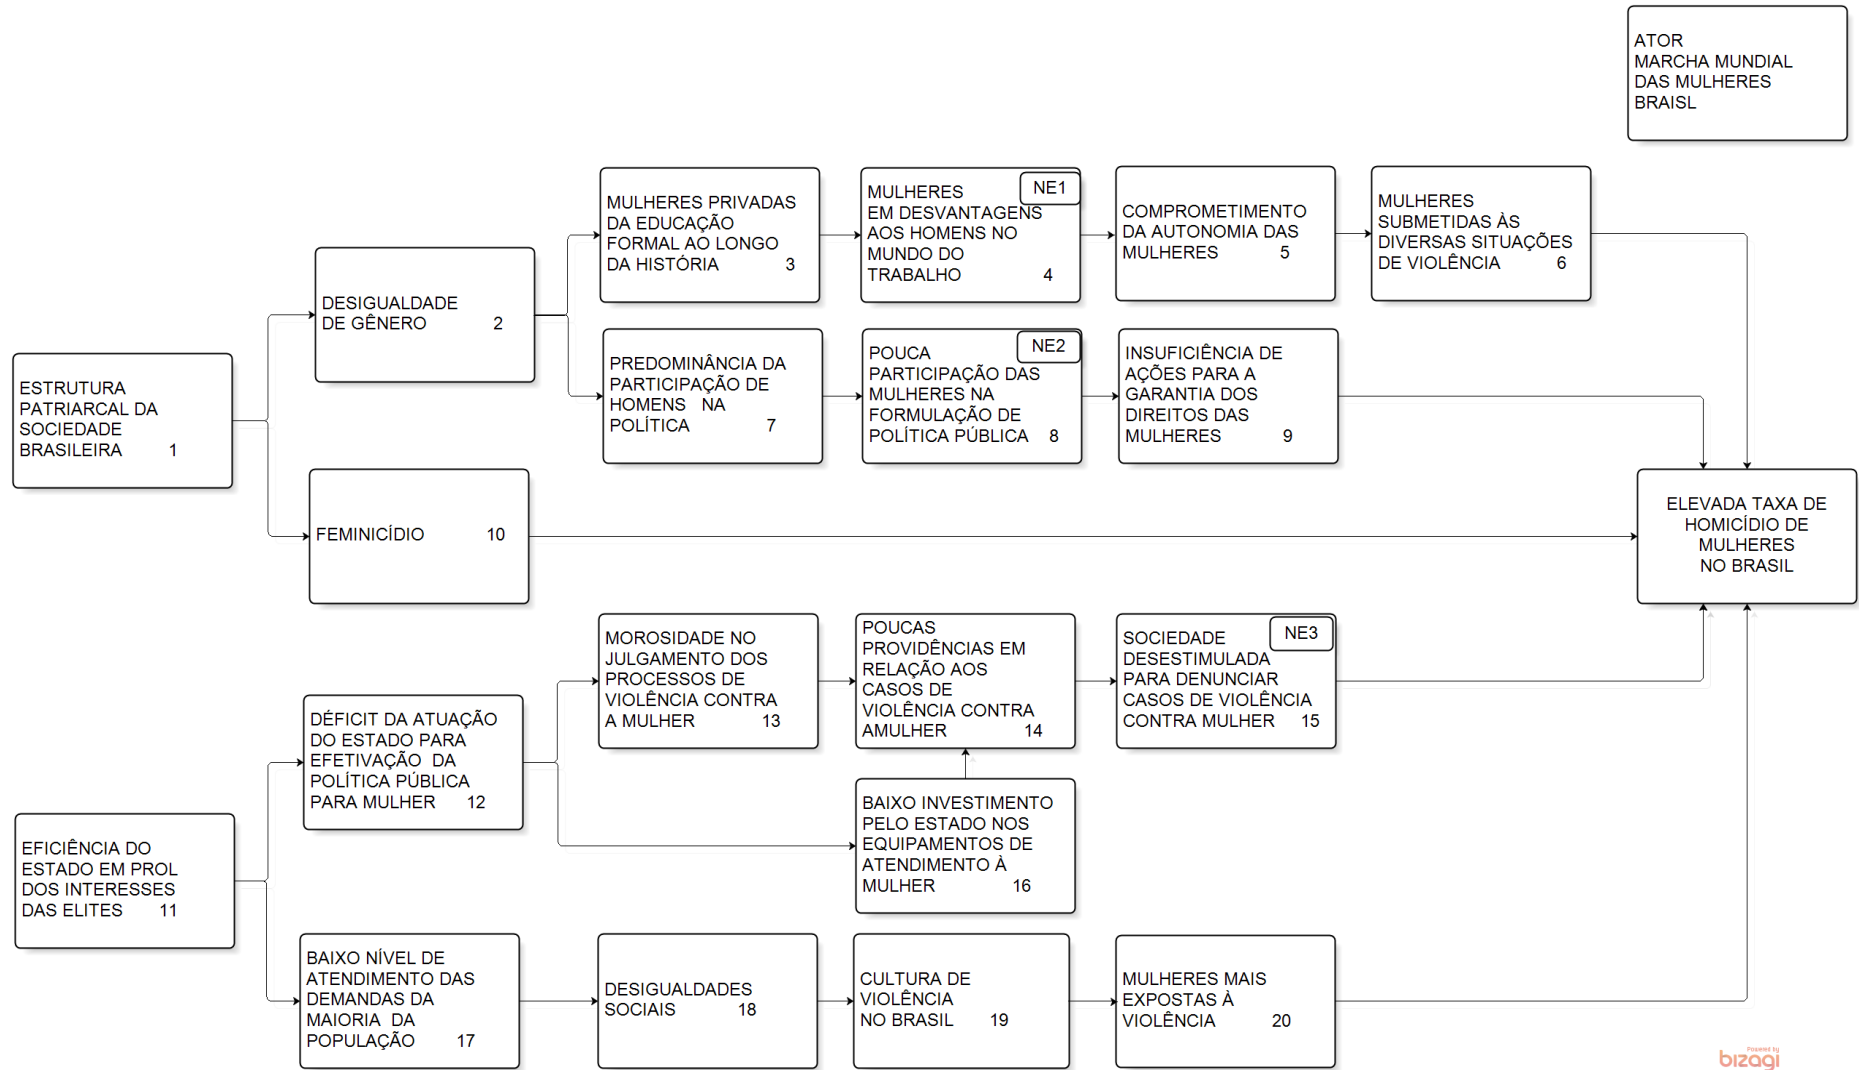 ATOR
MARCHA MUNDIAL
DAS MULHERES
BRAISL
ESTRUTURA
PATRIARCAL DA
SOCIEDADE
BRASILEIRA 1
DESIGUALDADE
DE GÊNERO 2
MULHERES PRIVADAS
DA EDUCAÇÃO
FORMAL AO LONGO
DA HISTÓRIA 3
NE1
MULHERES
EM DESVANTAGENS
AOS HOMENS NO
MUNDO DO
TRABALHO 4
COMPROMETIMENTO
DA AUTONOMIA DAS
MULHERES 5
MULHERES
SUBMETIDAS ÀS
DIVERSAS SITUAÇÕES
DE VIOLÊNCIA 6
PREDOMINÂNCIA DA
PARTICIPAÇÃO DE
HOMENS NA
POLÍTICA 7
NE2
POUCA
PARTICIPAÇÃO DAS
MULHERES NA
FORMULAÇÃO DE
POLÍTICA PÚBLICA 8
INSUFICIÊNCIA DE
AÇÕES PARA A
GARANTIA DOS
DIREITOS DAS
MULHERES 9
FEMINICÍDIO 10
ELEVADA TAXA DE
HOMICÍDIO DE
MULHERES
NO BRASIL
EFICIÊNCIA DO
ESTADO EM PROL
DOS INTERESSES
DAS ELITES 11
DÉFICIT DA ATUAÇÃO
DO ESTADO PARA
EFETIVAÇÃO DA
POLÍTICA PÚBLICA
PARA MULHER 12
MOROSIDADE NO
JULGAMENTO DOS
PROCESSOS DE
VIOLÊNCIA CONTRA
A MULHER 13
POUCAS
PROVIDÊNCIAS EM
RELAÇÃO AOS
CASOS DE
VIOLÊNCIA CONTRA
AMULHER 14
NE3
SOCIEDADE
DESESTIMULADA
PARA DENUNCIAR
CASOS DE VIOLÊNCIA
CONTRA MULHER 15
BAIXO INVESTIMENTO
PELO ESTADO NOS
EQUIPAMENTOS DE
ATENDIMENTO À
MULHER 16
BAIXO NÍVEL DE
ATENDIMENTO DAS
DEMANDAS DA
MAIORIA DA
POPULAÇÃO 17
DESIGUALDADES
SOCIAIS 18
CULTURA DE
VIOLÊNCIA
NO BRASIL 19
MULHERES MAIS
EXPOSTAS À
VIOLÊNCIA 20
Powered by
bizagi